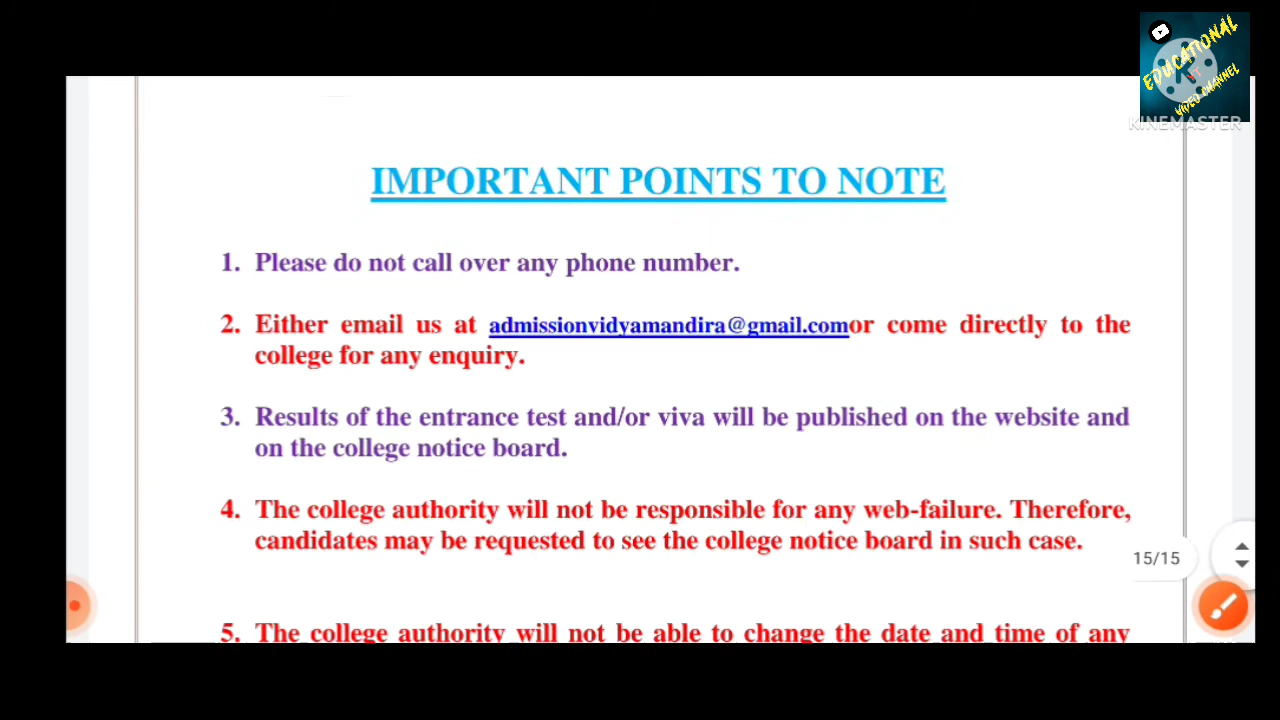 EDUCATIONAL
VIDEO CHANNEL
KINEMASTER
IMPORTANT POINTS TO NOTE
1. Please do not call over any phone number.
2. Either email us at admissionvidyamandira@gmail.comor come directly to the
college for any enquiry.
3. Results of the entrance test and/or viva will be published on the website and
on the college notice board.
4. The college authority will not be responsible for any web-failure. Therefore,
candidates may be requested to see the college notice board in such case.
15/15
5. The college authority will not be able to change the date and time of any